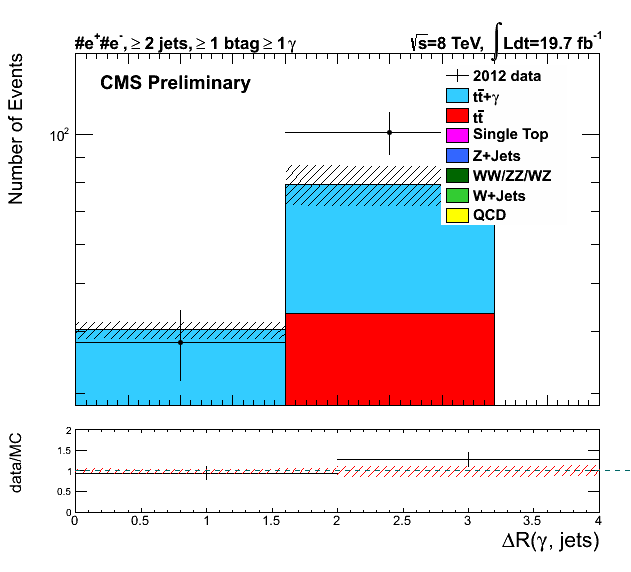 #e⁺#e⁻, ≥ 2 jets, ≥ 1 btag ≥ 1γ √s=8 TeV, ∫Ldt=19.7 fb⁻¹
CMS Preliminary
2012 data
tt̄+γ
tt̄
Single Top
Z+Jets
WW/ZZ/WZ
W+Jets
QCD
Number of Events
10²
data/MC
2
1.5
1
0.5
0
0 0.5 1 1.5 2 2.5 3 3.5 4
ΔR(γ, jets)